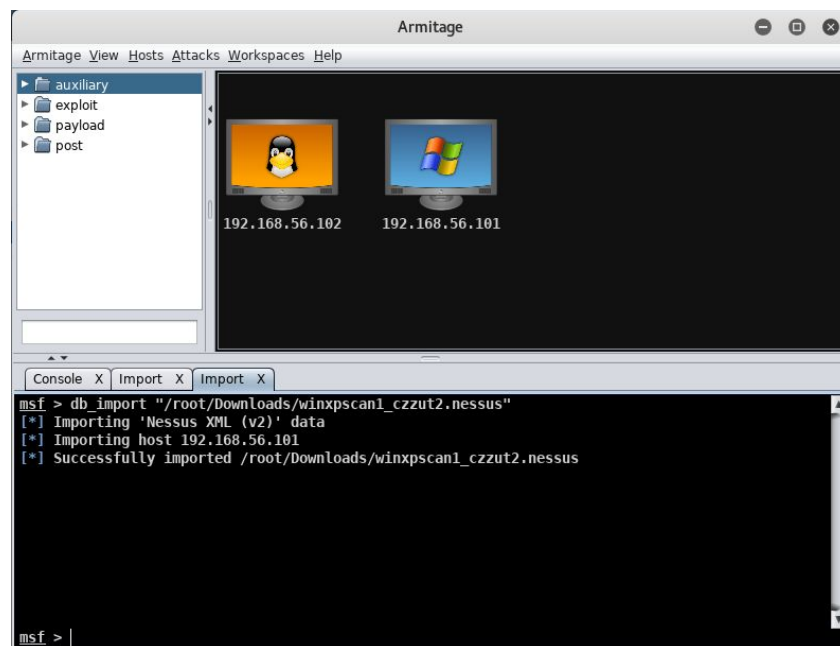 Armitage
Armitage View Hosts Attacks Workspaces Help
auxiliary
exploit
payload
post
192.168.56.102
192.168.56.101
Console X Import X Import X
msf > db_import "/root/Downloads/winxpscan1_czzut2.nessus"
[*] Importing 'Nessus XML (v2)' data
[*] Importing host 192.168.56.101
[*] Successfully imported /root/Downloads/winxpscan1_czzut2.nessus
msf >